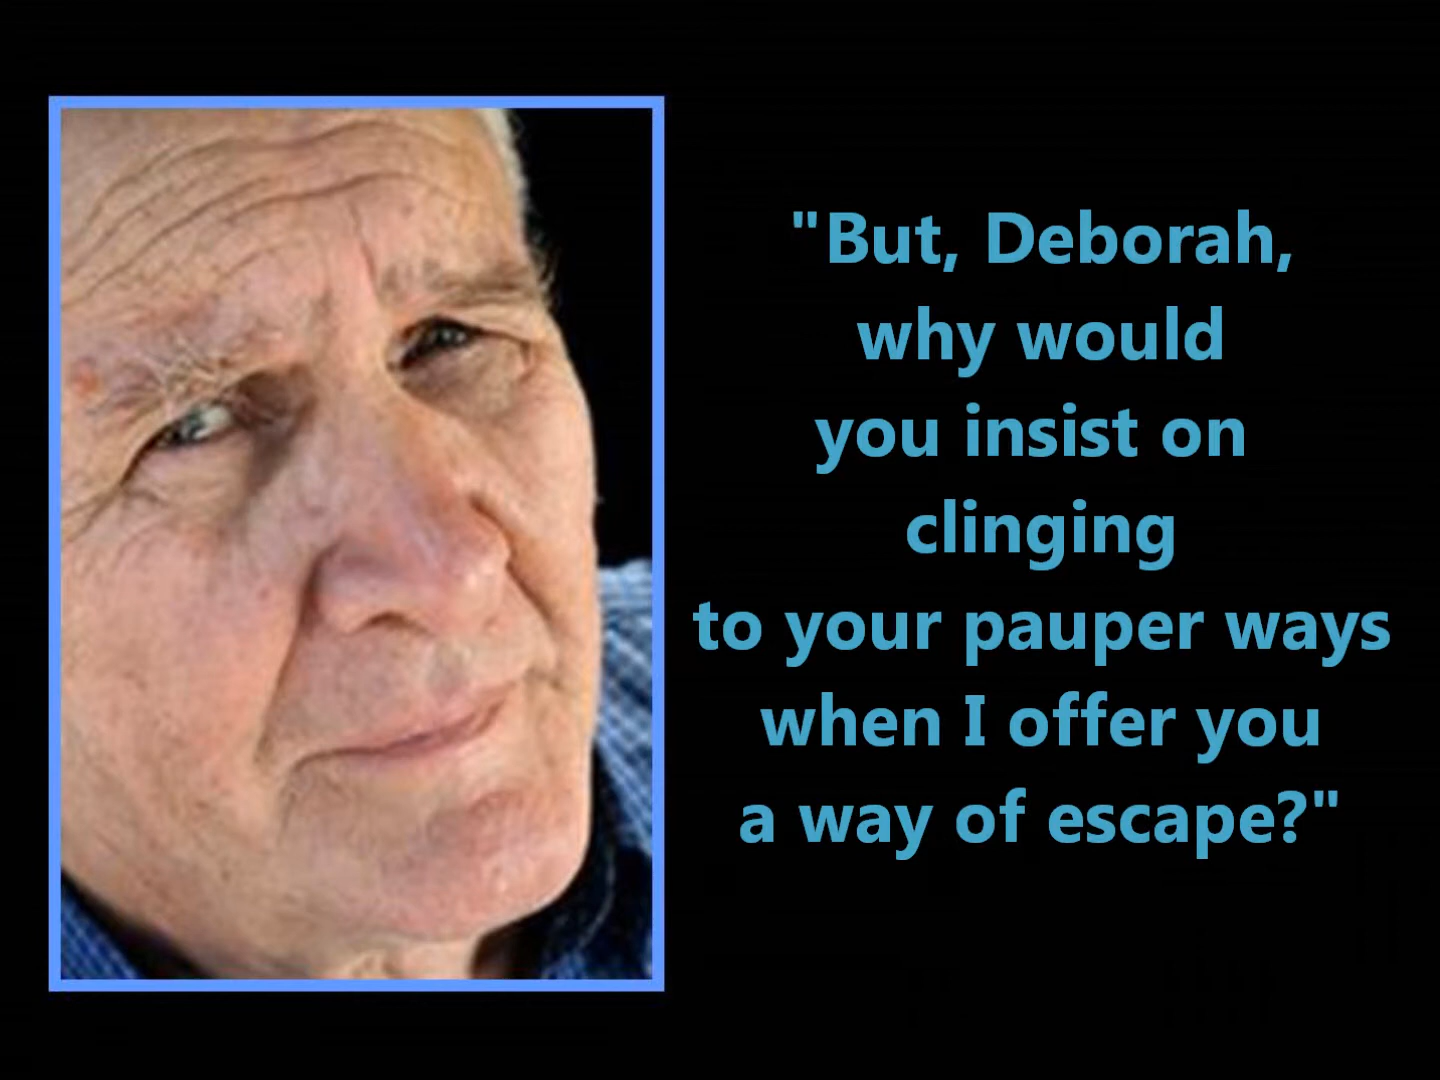 "But, Deborah,
why would
you insist on
clinging
to your pauper ways
when I offer you
a way of escape?"